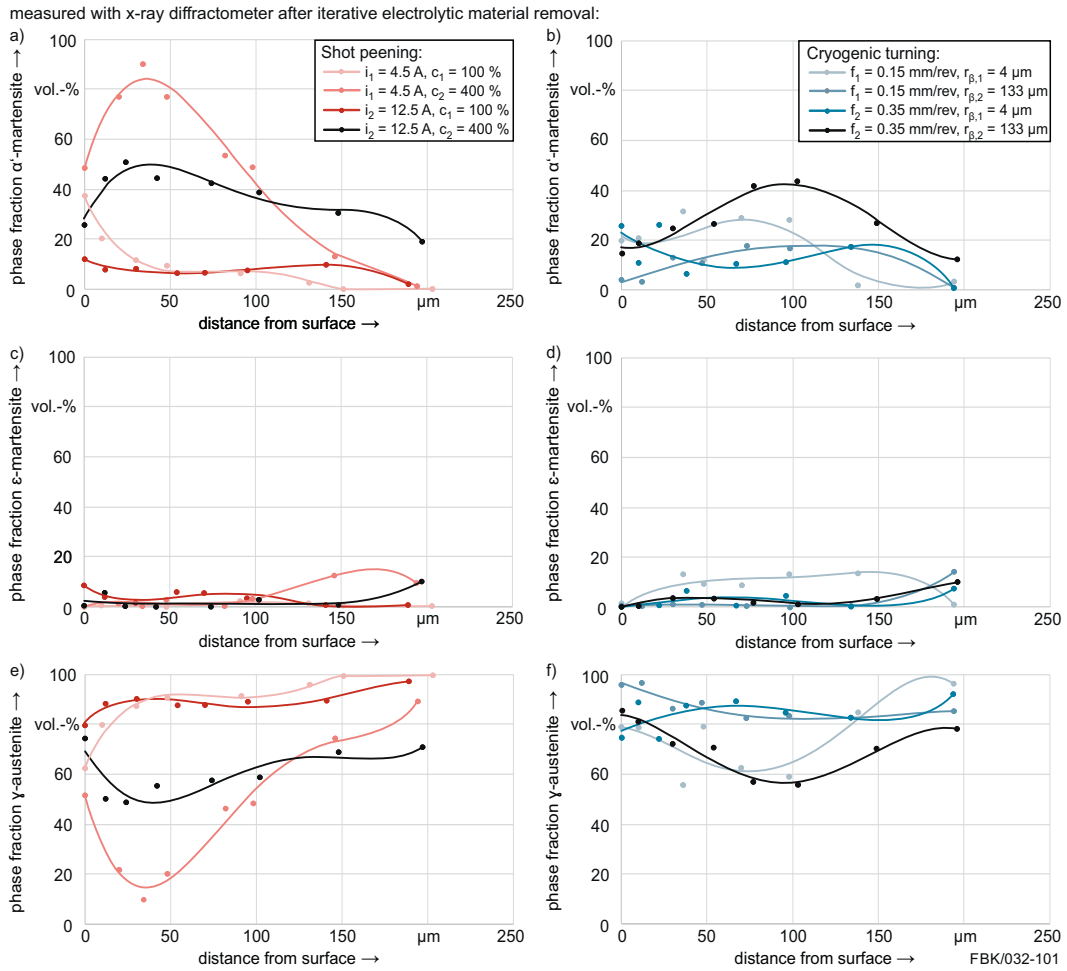 measured with x-ray diffractometer after iterative electrolytic material removal:
a)
phase fraction α'-martensite →
100
vol.-%
60
40
20
0
0
50
100
150
µm
250
distance from surface →
Shot peening:
i₁ = 4.5 A, c₁ = 100 %
i₁ = 4.5 A, c₂ = 400 %
i₂ = 12.5 A, c₁ = 100 %
i₂ = 12.5 A, c₂ = 400 %
b)
phase fraction α'-martensite →
100
vol.-%
60
40
20
0
0
50
100
150
µm
250
distance from surface →
Cryogenic turning:
f₁ = 0.15 mm/rev, rᵦ,₁ = 4 µm
f₁ = 0.15 mm/rev, rᵦ,₂ = 133 µm
f₂ = 0.35 mm/rev, rᵦ,₁ = 4 µm
f₂ = 0.35 mm/rev, rᵦ,₂ = 133 µm
c)
phase fraction ε-martensite →
100
vol.-%
60
40
20
0
0
50
100
150
µm
250
distance from surface →
d)
phase fraction ε-martensite →
100
vol.-%
60
40
20
0
0
50
100
150
µm
250
distance from surface →
e)
phase fraction γ-austenite →
100
vol.-%
60
40
20
0
0
50
100
150
µm
250
distance from surface →
f)
phase fraction γ-austenite →
100
vol.-%
60
40
20
0
0
50
100
150
µm
250
distance from surface →
FBK/032-101